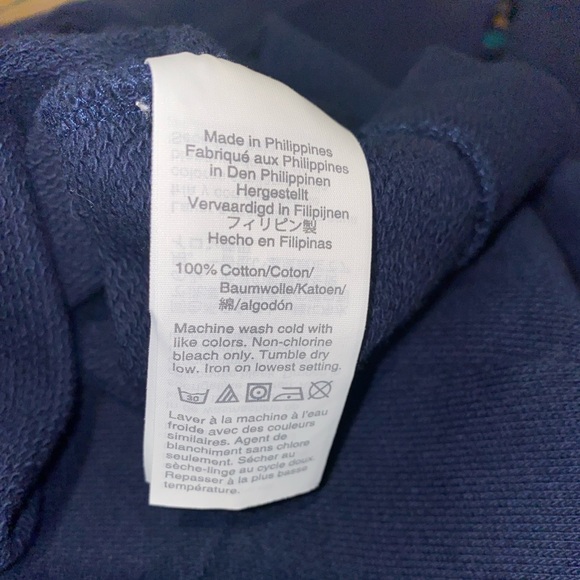 Made in Philippines
Fabriqué aux Philippines
in Den Philippinen
Hergestellt
Vervaardigd in Filipijnen
フィリピン製
Hecho en Filipinas
100% Cotton/Coton/
Baumwolle/Katoen/
綿/algodón
Machine wash cold with
like colors. Non-chlorine
bleach only. Tumble dry
low. Iron on lowest setting.
30
Laver à la machine à l'eau
froide avec des couleurs
similaires. Agent de
blanchiment sans chlore
seulement. Sécher au
sèche-linge au cycle doux.
Repasser à la plus basse
température.